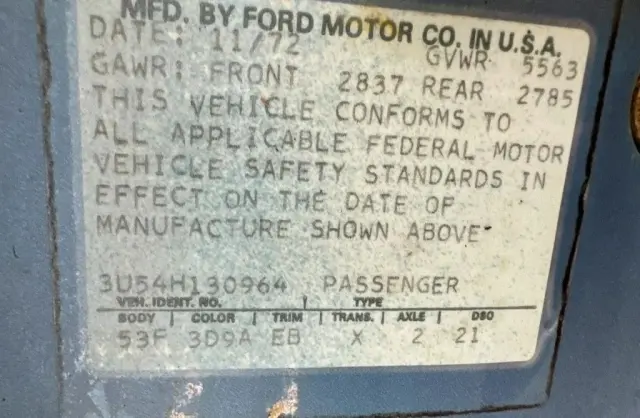 MFD. BY FORD MOTOR CO. IN U.S.A.
DATE: 11/72 GVWR 5563
GAWR: FRONT 2837 REAR 2785
THIS VEHICLE CONFORMS TO
ALL APPLICABLE FEDERAL MOTOR
VEHICLE SAFETY STANDARDS IN
EFFECT ON THE DATE OF
MANUFACTURE SHOWN ABOVE
3U54H130964 PASSENGER
VEH. IDENT. NO. TYPE
BODY COLOR TRIM TRANS. AXLE DSO
53F 3D9A EB X 2 21